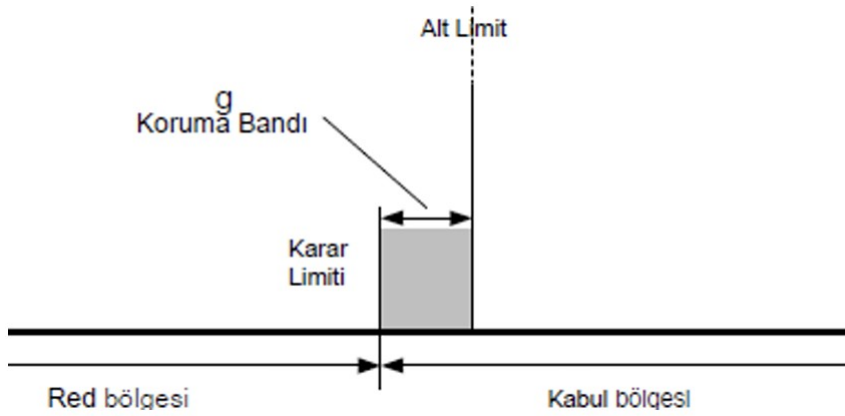 Alt Limit
g
Koruma Bandı
Karar
Limiti
Red bölgesi
Kabul bölgesi